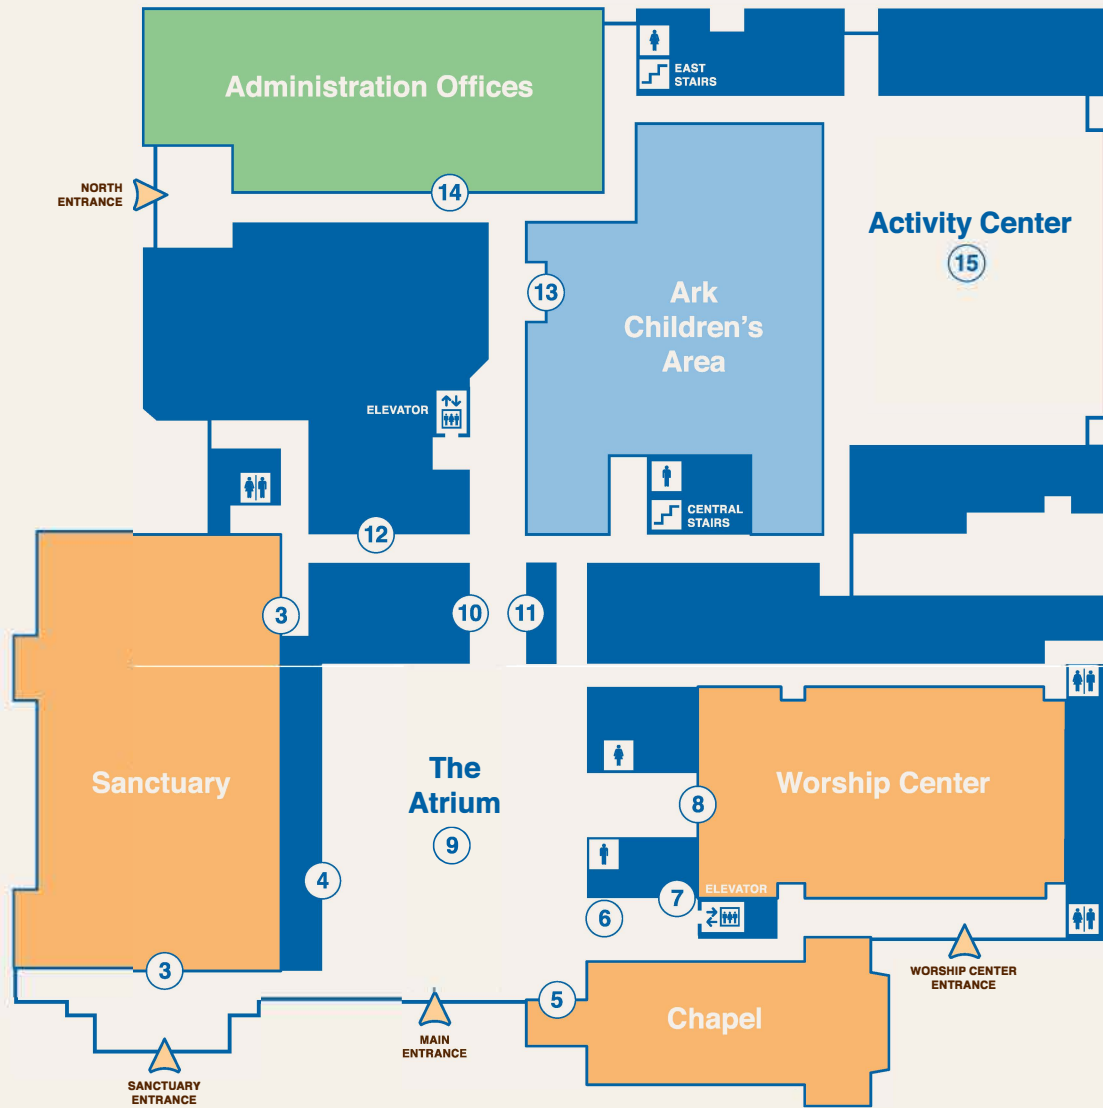 EAST
STAIRS
Administration Offices
NORTH
ENTRANCE
14
Activity Center
15
13
Ark
Children's
Area
ELEVATOR
CENTRAL
STAIRS
12
3
10
11
The
Atrium
9
Sanctuary
Worship Center
8
4
ELEVATOR
7
6
3
5
Chapel
WORSHIP CENTER
ENTRANCE
MAIN
ENTRANCE
SANCTUARY
ENTRANCE